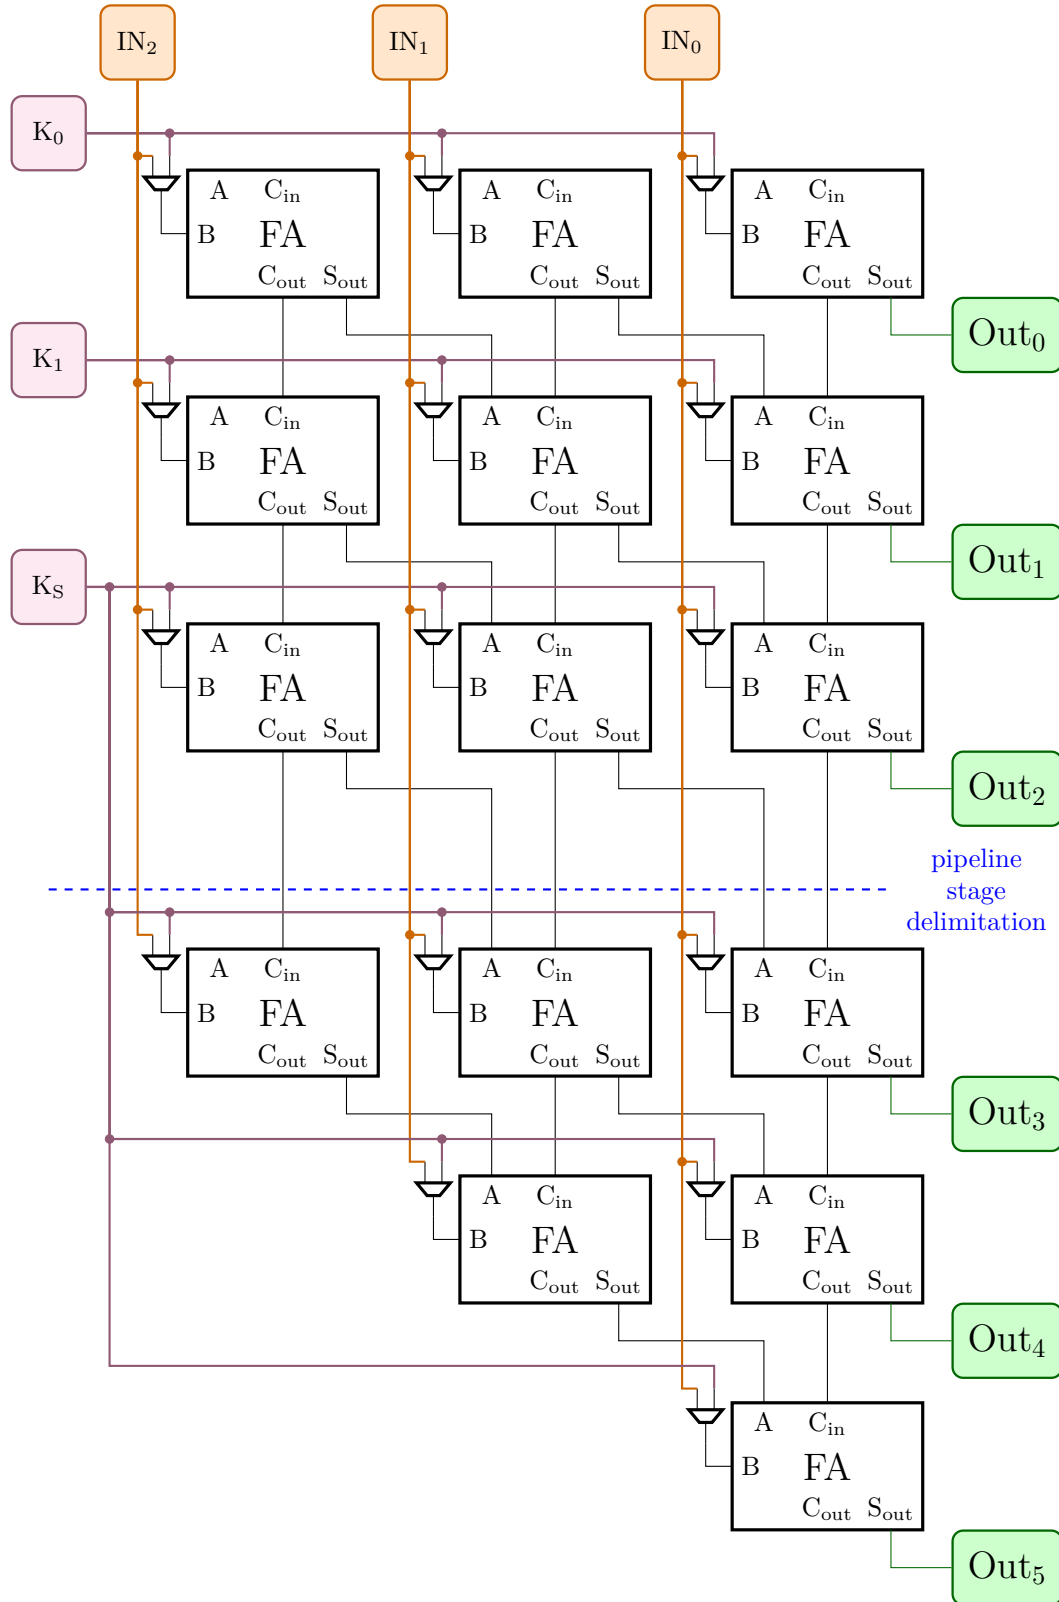 IN2 IN1 IN0
K0
A Cin A Cin A Cin
B FA B FA B FA
Cout Sout Cout Sout Cout Sout
Out0
K1
A Cin A Cin A Cin
B FA B FA B FA
Cout Sout Cout Sout Cout Sout
Out1
KS
A Cin A Cin A Cin
B FA B FA B FA
Cout Sout Cout Sout Cout Sout
Out2
pipeline
stage
delimitation
A Cin A Cin A Cin
B FA B FA B FA
Cout Sout Cout Sout Cout Sout
Out3
A Cin A Cin
B FA B FA
Cout Sout Cout Sout
Out4
A Cin
B FA
Cout Sout
Out5